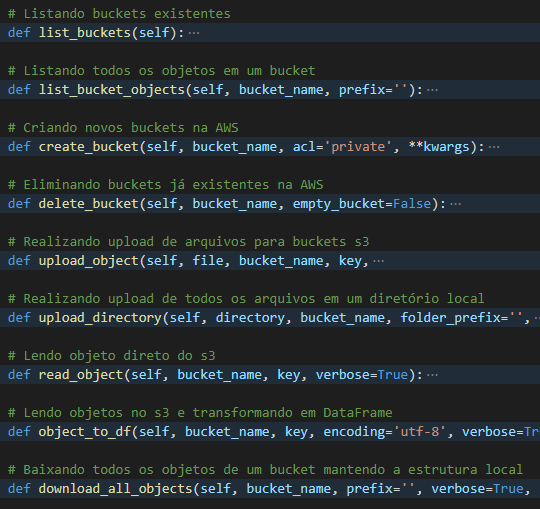 # Listando buckets existentes
def list_buckets(self):···
# Listando todos os objetos em um bucket
def list_bucket_objects(self, bucket_name, prefix=''):···
# Criando novos buckets na AWS
def create_bucket(self, bucket_name, acl='private', **kwargs):···
# Eliminando buckets já existentes na AWS
def delete_bucket(self, bucket_name, empty_bucket=False):···
# Realizando upload de arquivos para buckets s3
def upload_object(self, file, bucket_name, key,···
# Realizando upload de todos os arquivos em um diretório local
def upload_directory(self, directory, bucket_name, folder_prefix='',···
# Lendo objeto direto do s3
def read_object(self, bucket_name, key, verbose=True):···
# Lendo objetos no s3 e transformando em DataFrame
def object_to_df(self, bucket_name, key, encoding='utf-8', verbose=Tr
# Baixando todos os objetos de um bucket mantendo a estrutura local
def download_all_objects(self, bucket_name, prefix='', verbose=True,